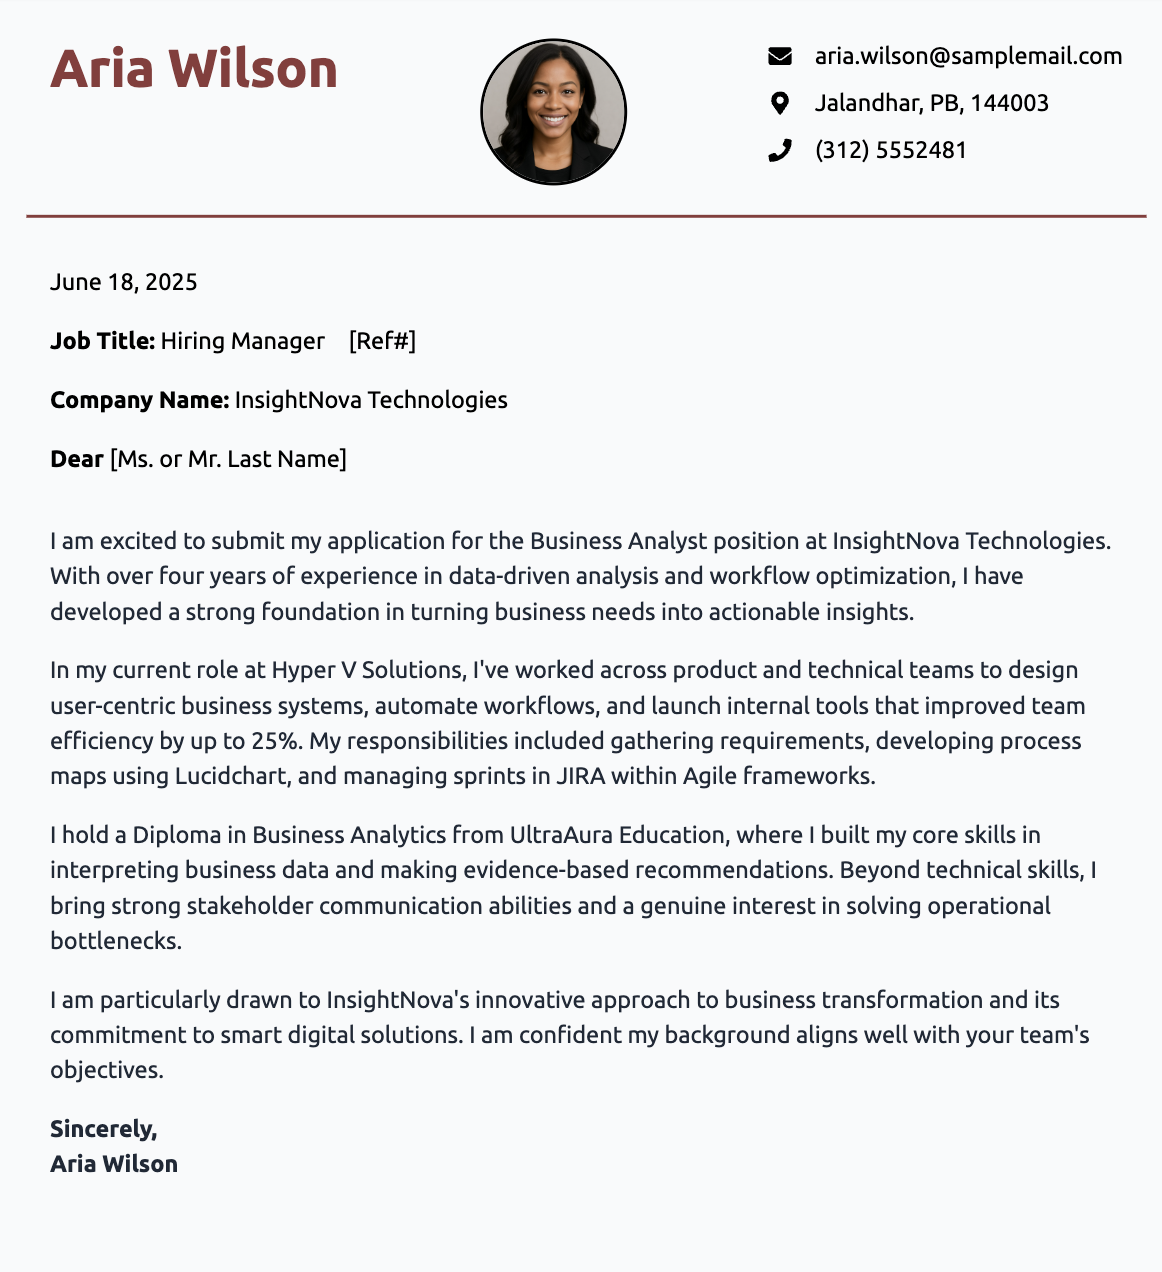 Aria Wilson
aria.wilson@samplemail.com
Jalandhar, PB, 144003
(312) 5552481
June 18, 2025
Job Title: Hiring Manager [Ref#]
Company Name: InsightNova Technologies
Dear [Ms. or Mr. Last Name]
I am excited to submit my application for the Business Analyst position at InsightNova Technologies.
With over four years of experience in data-driven analysis and workflow optimization, I have
developed a strong foundation in turning business needs into actionable insights.
In my current role at Hyper V Solutions, I've worked across product and technical teams to design
user-centric business systems, automate workflows, and launch internal tools that improved team
efficiency by up to 25%. My responsibilities included gathering requirements, developing process
maps using Lucidchart, and managing sprints in JIRA within Agile frameworks.
I hold a Diploma in Business Analytics from UltraAura Education, where I built my core skills in
interpreting business data and making evidence-based recommendations. Beyond technical skills, I
bring strong stakeholder communication abilities and a genuine interest in solving operational
bottlenecks.
I am particularly drawn to InsightNova's innovative approach to business transformation and its
commitment to smart digital solutions. I am confident my background aligns well with your team's
objectives.
Sincerely,
Aria Wilson